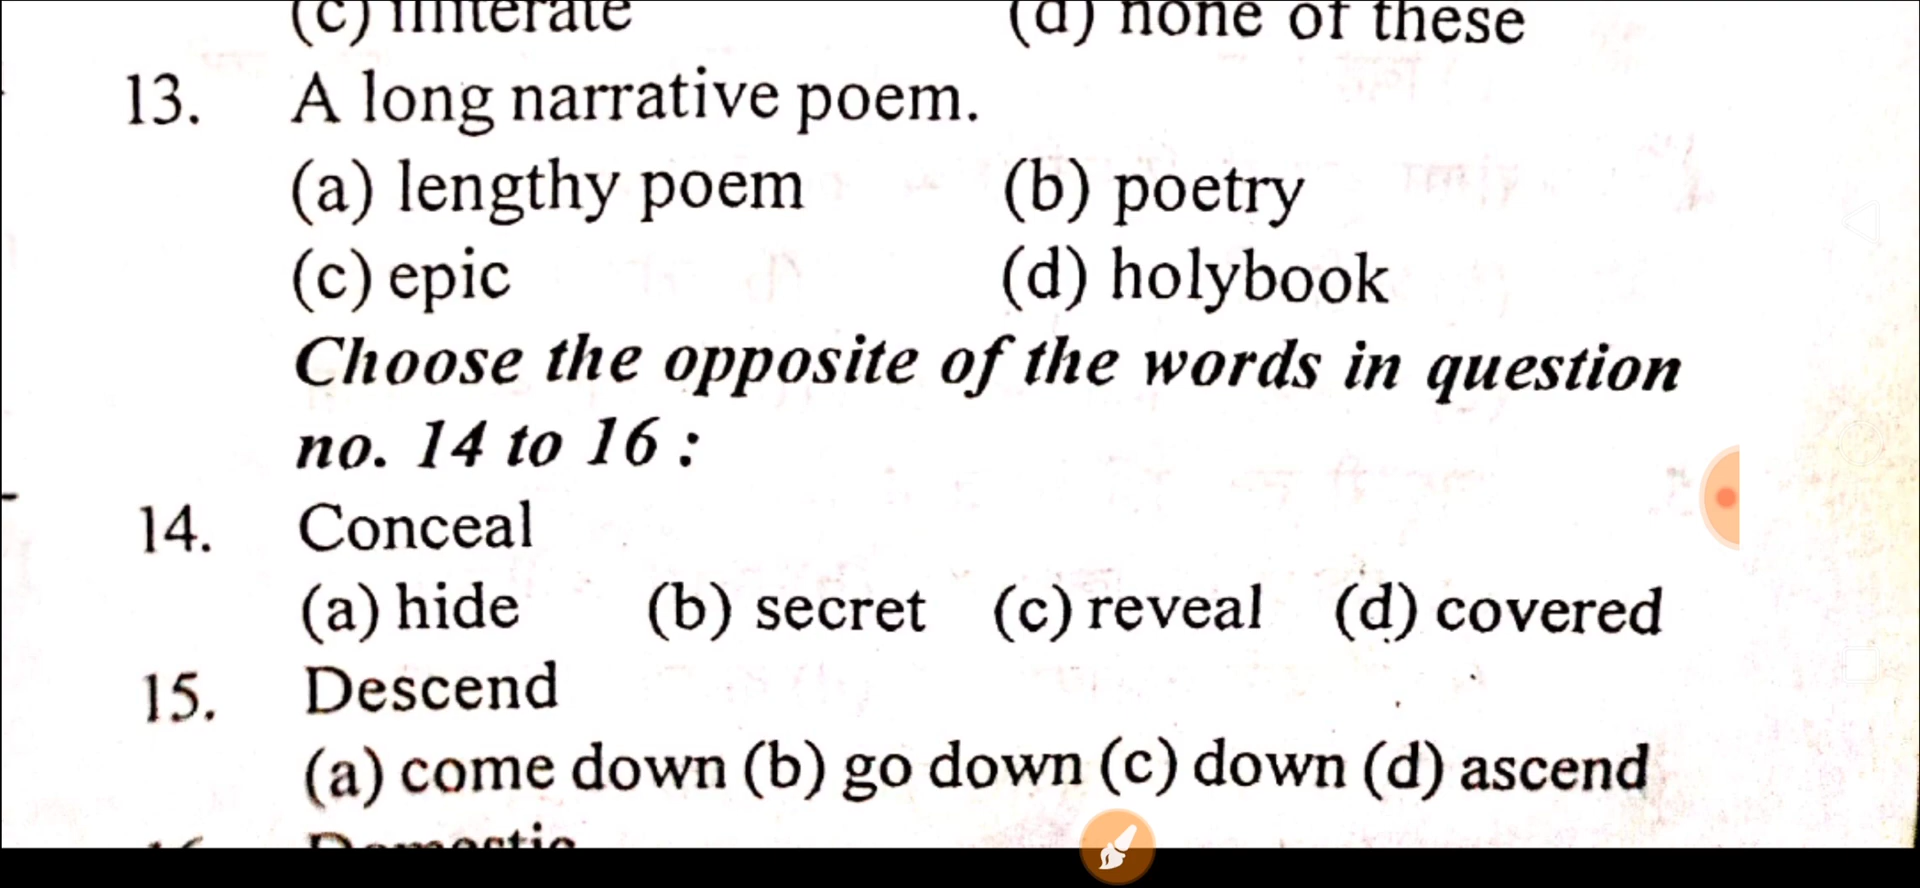 (c) illiterate (d) none of these
13. A long narrative poem.
(a) lengthy poem (b) poetry
(c) epic (d) holybook
Choose the opposite of the words in question
no. 14 to 16 :
14. Conceal
(a) hide (b) secret (c) reveal (d) covered
15. Descend
(a) come down (b) go down (c) down (d) ascend
Domestic